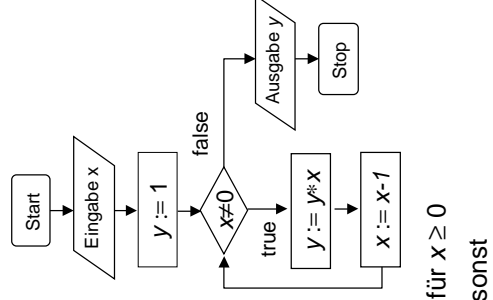 Start
Eingabe x
y := 1
x≠0
false
true
y := y*x
x := x-1
Ausgabe y
Stop
für x ≥ 0
sonst